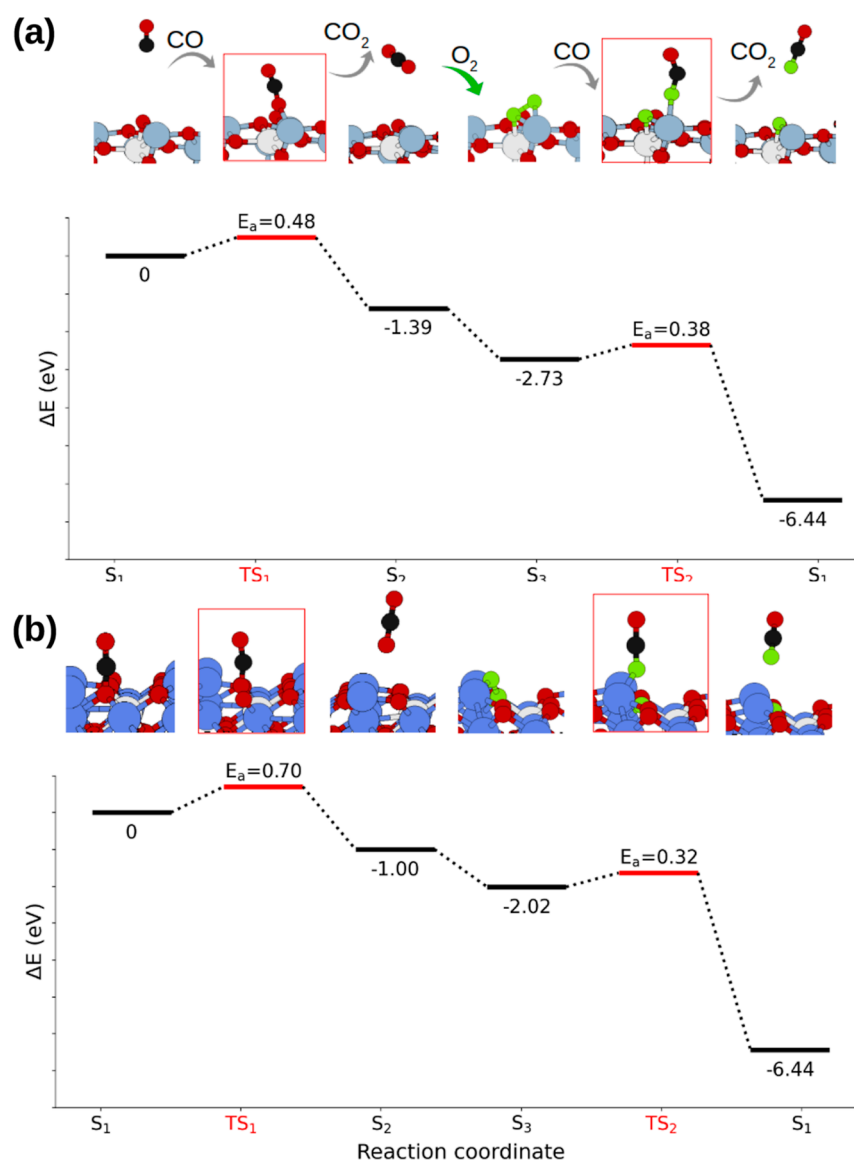 (a)
CO CO₂ O₂ CO CO₂
Eₐ=0.48
0
Eₐ=0.38
-1.39
-2.73
-6.44
ΔE (eV)
S₁ TS₁ S₂ S₃ TS₂ S₁
(b)
Eₐ=0.70
0
Eₐ=0.32
-1.00
-2.02
-6.44
ΔE (eV)
S₁ TS₁ S₂ S₃ TS₂ S₁
Reaction coordinate